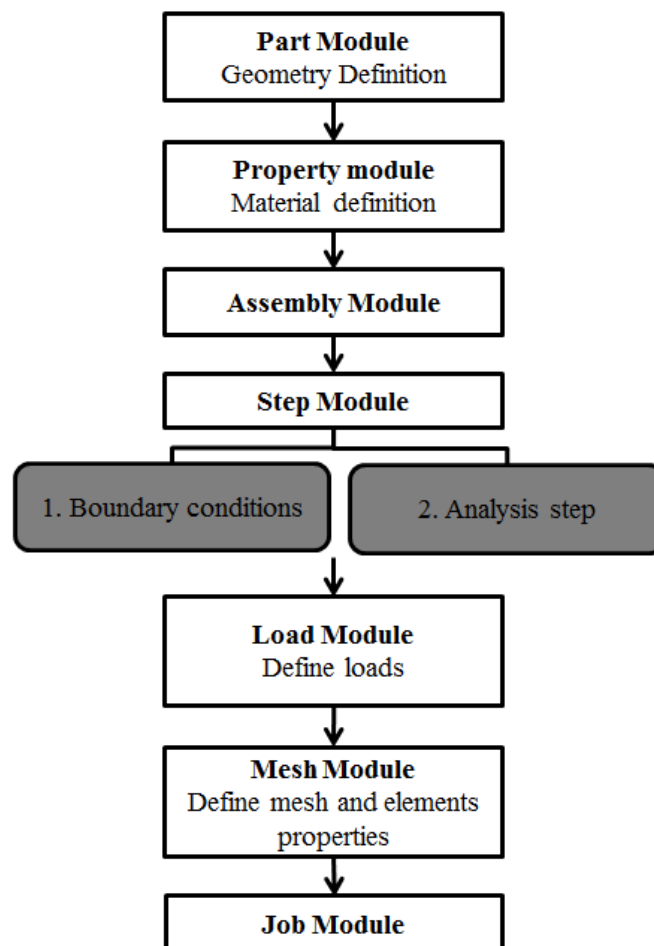 Part Module
Geometry Definition
Property module
Material definition
Assembly Module
Step Module
1. Boundary conditions
2. Analysis step
Load Module
Define loads
Mesh Module
Define mesh and elements
properties
Job Module